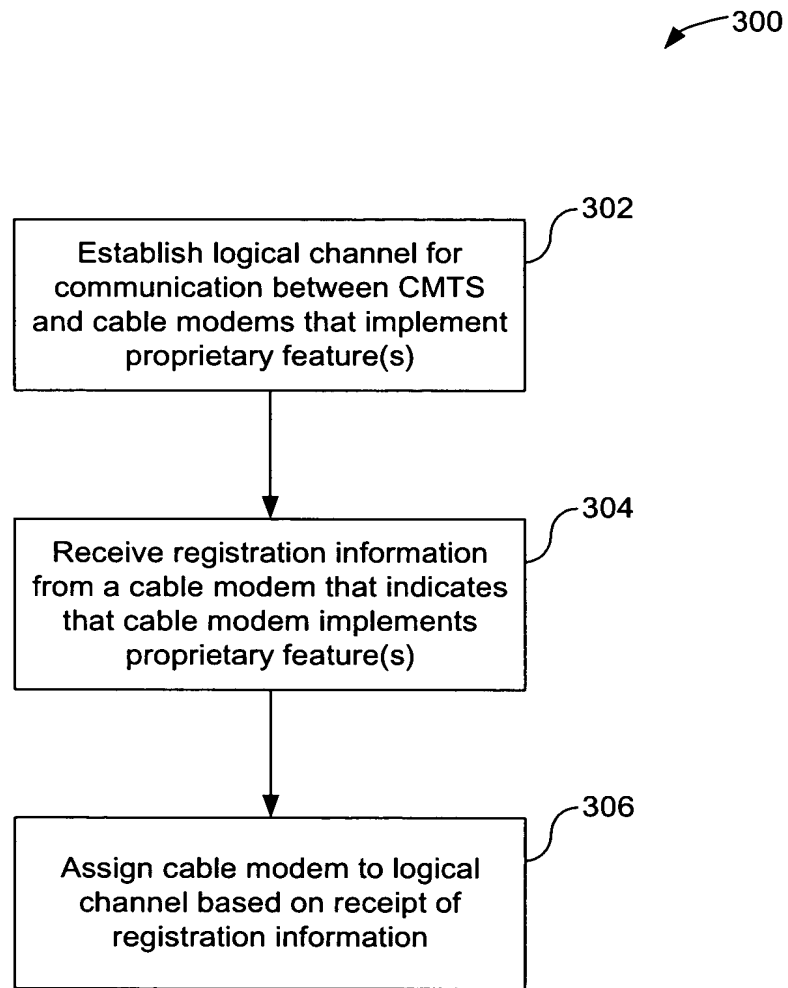 300
302
Establish logical channel for
communication between CMTS
and cable modems that implement
proprietary feature(s)
304
Receive registration information
from a cable modem that indicates
that cable modem implements
proprietary feature(s)
306
Assign cable modem to logical
channel based on receipt of
registration information